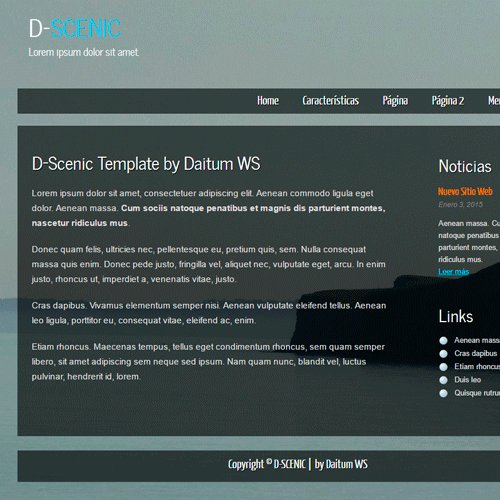 D-SCENIC
Lorem ipsum dolor sit amet.
Home Características Página Página 2
D-Scenic Template by Daitum WS
Lorem ipsum dolor sit amet, consectetuer adipiscing elit. Aenean commodo ligula eget
dolor. Aenean massa. Cum sociis natoque penatibus et magnis dis parturient montes,
nascetur ridiculus mus.
Donec quam felis, ultricies nec, pellentesque eu, pretium quis, sem. Nulla consequat
massa quis enim. Donec pede justo, fringilla vel, aliquet nec, vulputate eget, arcu. In enim
justo, rhoncus ut, imperdiet a, venenatis vitae, justo.
Cras dapibus. Vivamus elementum semper nisi. Aenean vulputate eleifend tellus. Aenean
leo ligula, porttitor eu, consequat vitae, eleifend ac, enim.
Etiam rhoncus. Maecenas tempus, tellus eget condimentum rhoncus, sem quam semper
libero, sit amet adipiscing sem neque sed ipsum. Nam quam nunc, blandit vel, luctus
pulvinar, hendrerit id, lorem.
Noticias
Nuevo Sitio Web
Enero 3, 2015
Aenean massa. Cu
natoque penatibus
parturient montes,
ridiculus mus.
Leer más
Links
Aenean mass
Cras dapibus
Etiam rhoncus
Duis leo
Quisque rutru
Copyright © D-SCENIC | by Daitum WS